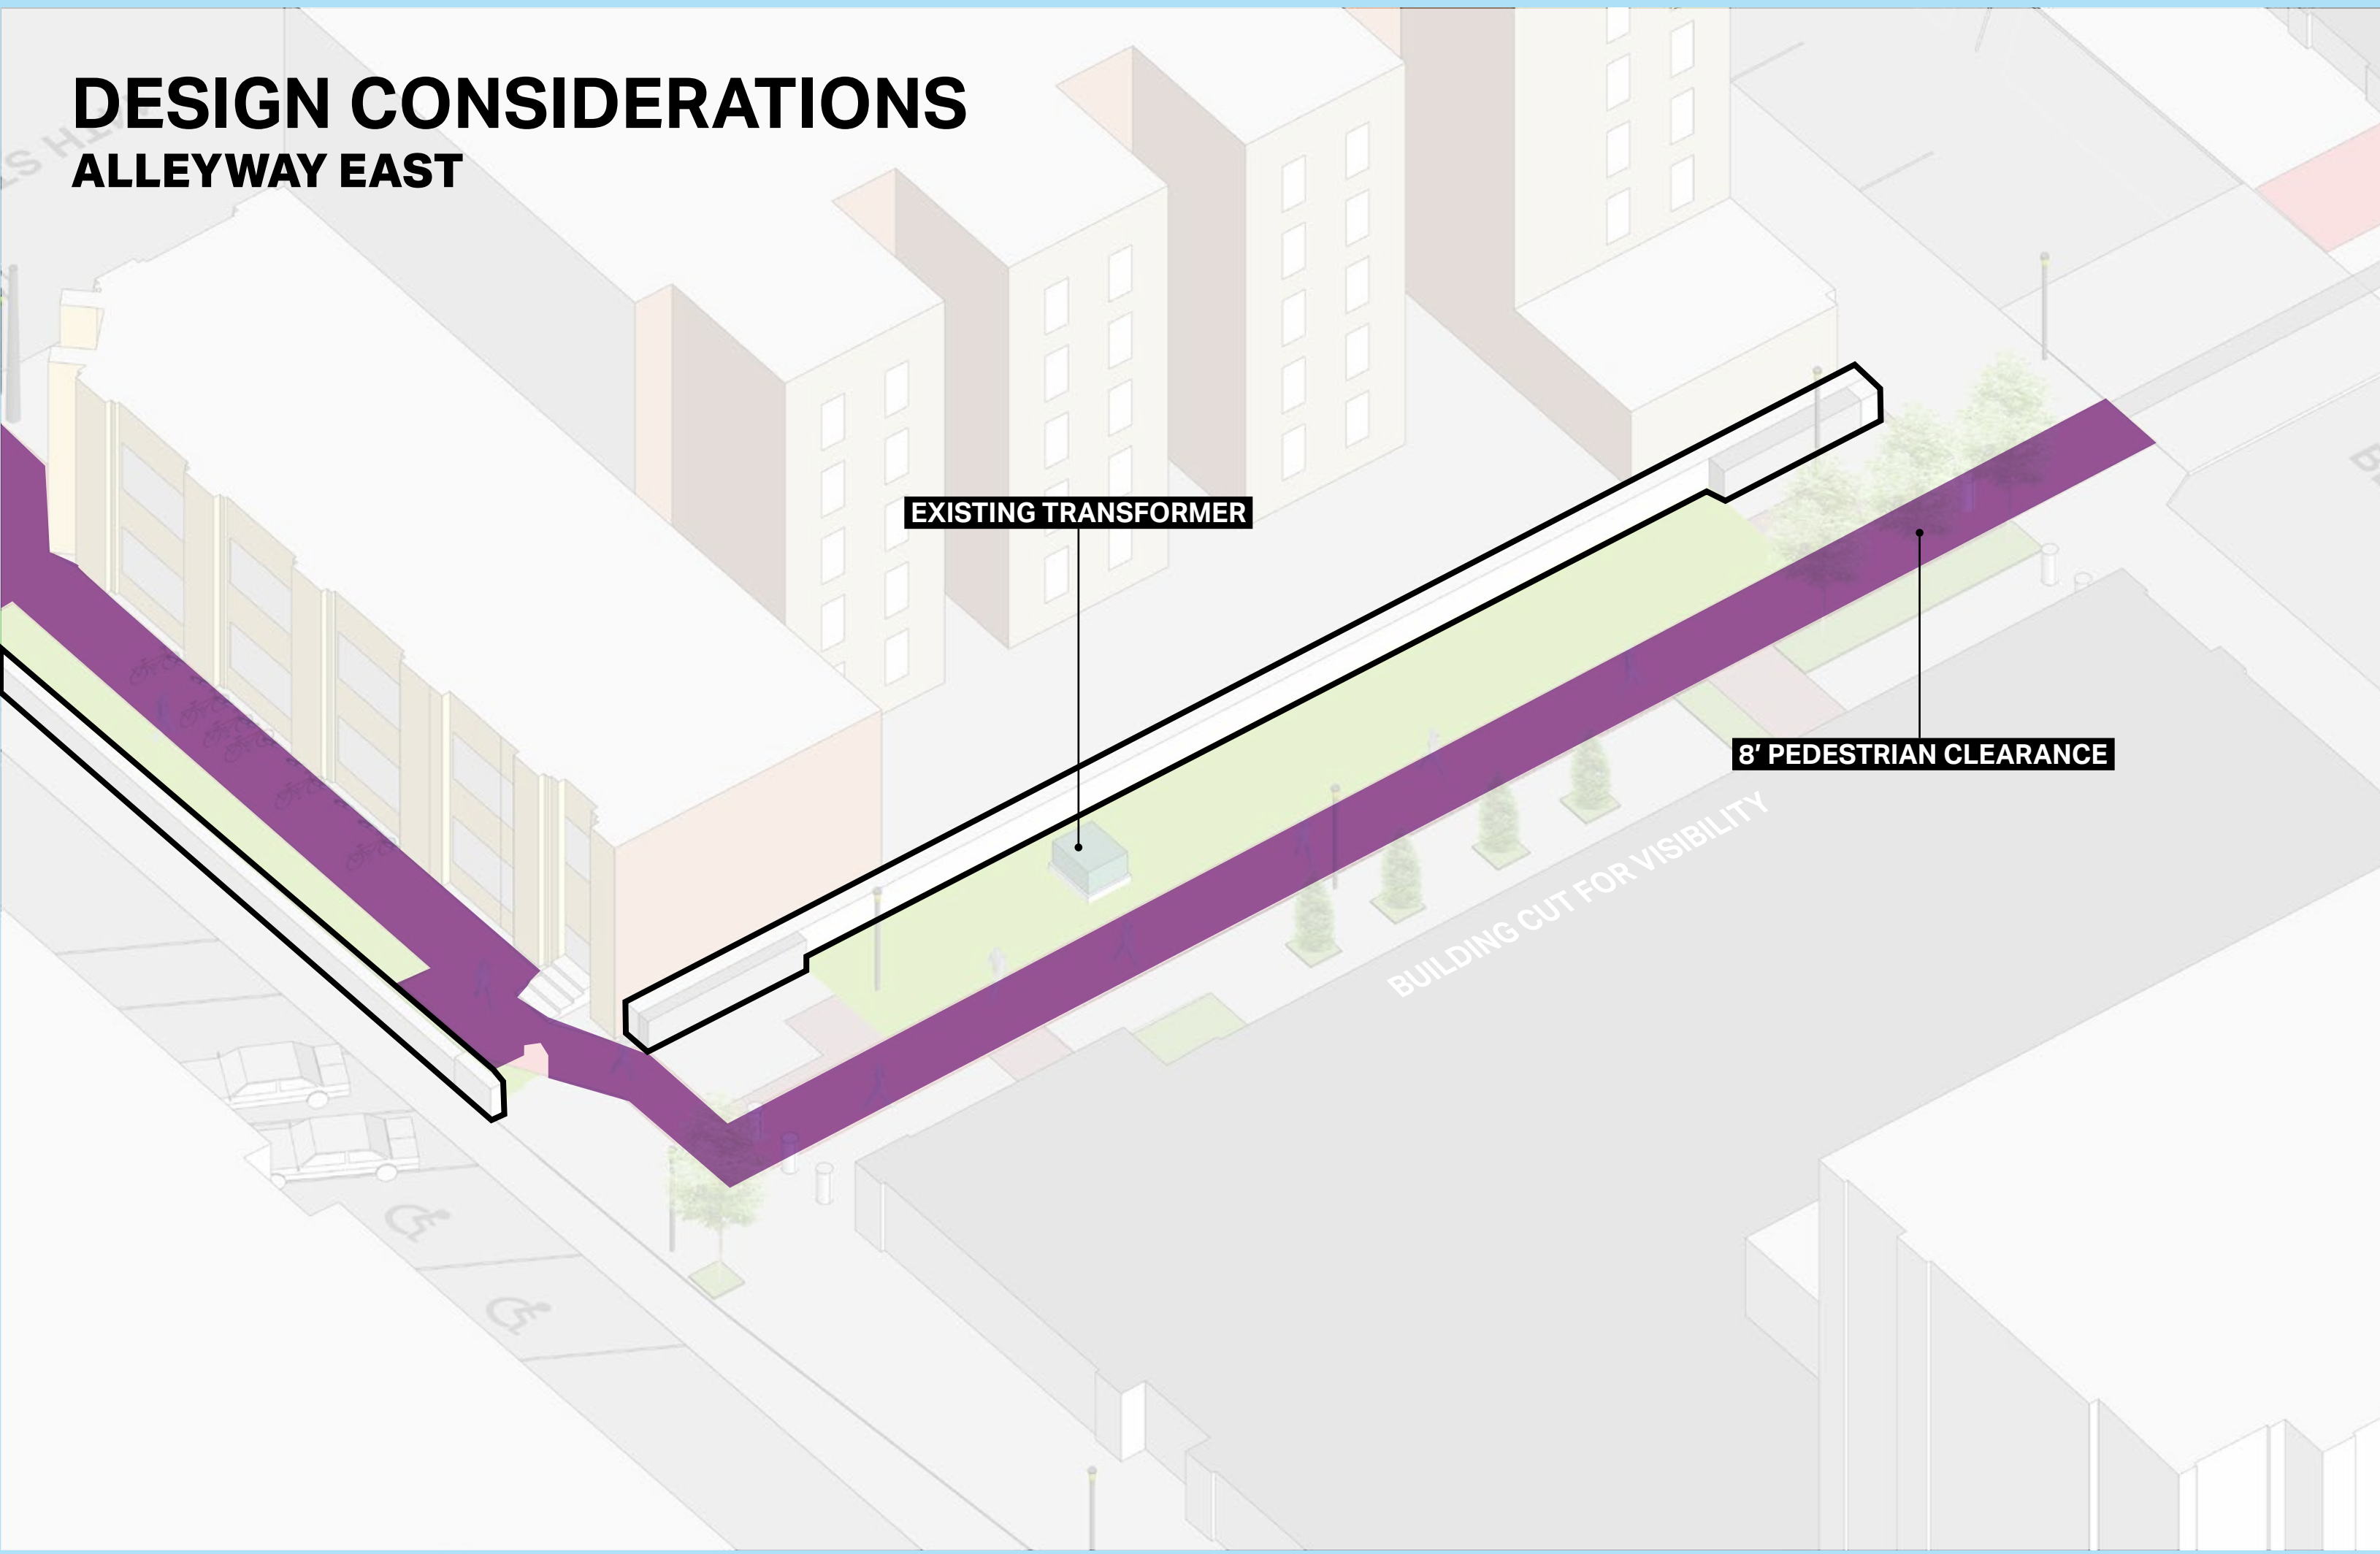 DESIGN CONSIDERATIONS
ALLEYWAY EAST
EXISTING TRANSFORMER
8′ PEDESTRIAN CLEARANCE
BUILDING CUT FOR VISIBILITY